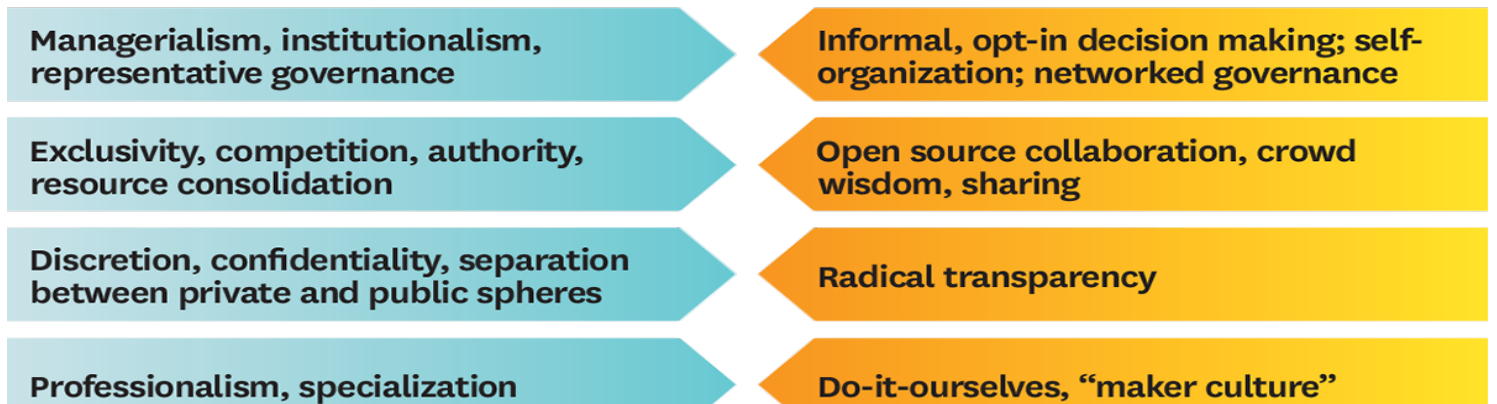 Managerialism, institutionalism,
representative governance
Informal, opt-in decision making; self-
organization; networked governance
Exclusivity, competition, authority,
resource consolidation
Open source collaboration, crowd
wisdom, sharing
Discretion, confidentiality, separation
between private and public spheres
Radical transparency
Professionalism, specialization
Do-it-ourselves, “maker culture”